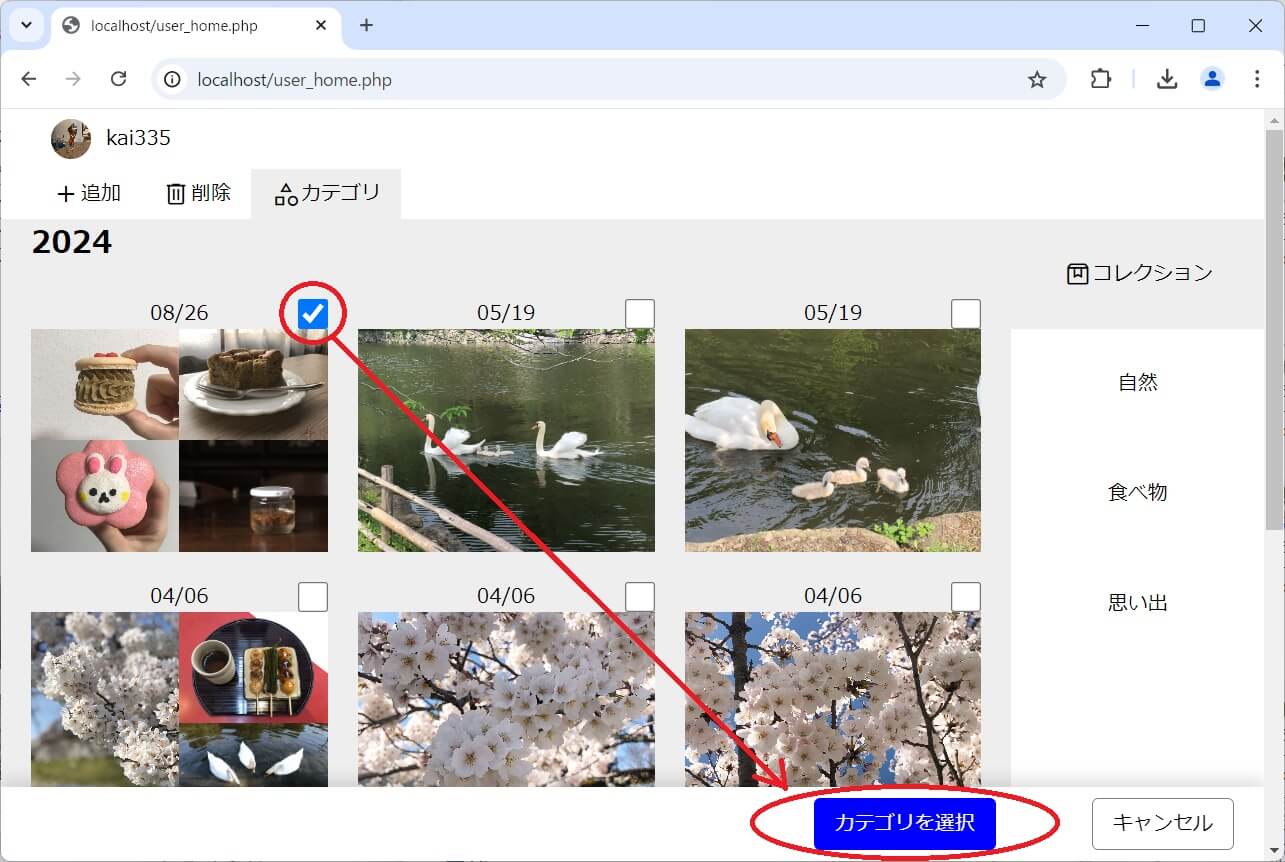 localhost/user_home.php
localhost/user_home.php
kai335
追加 削除 カテゴリ
2024
コレクション
08/26 05/19 05/19
自然
食べ物
思い出
04/06 04/06 04/06
カテゴリを選択 キャンセル